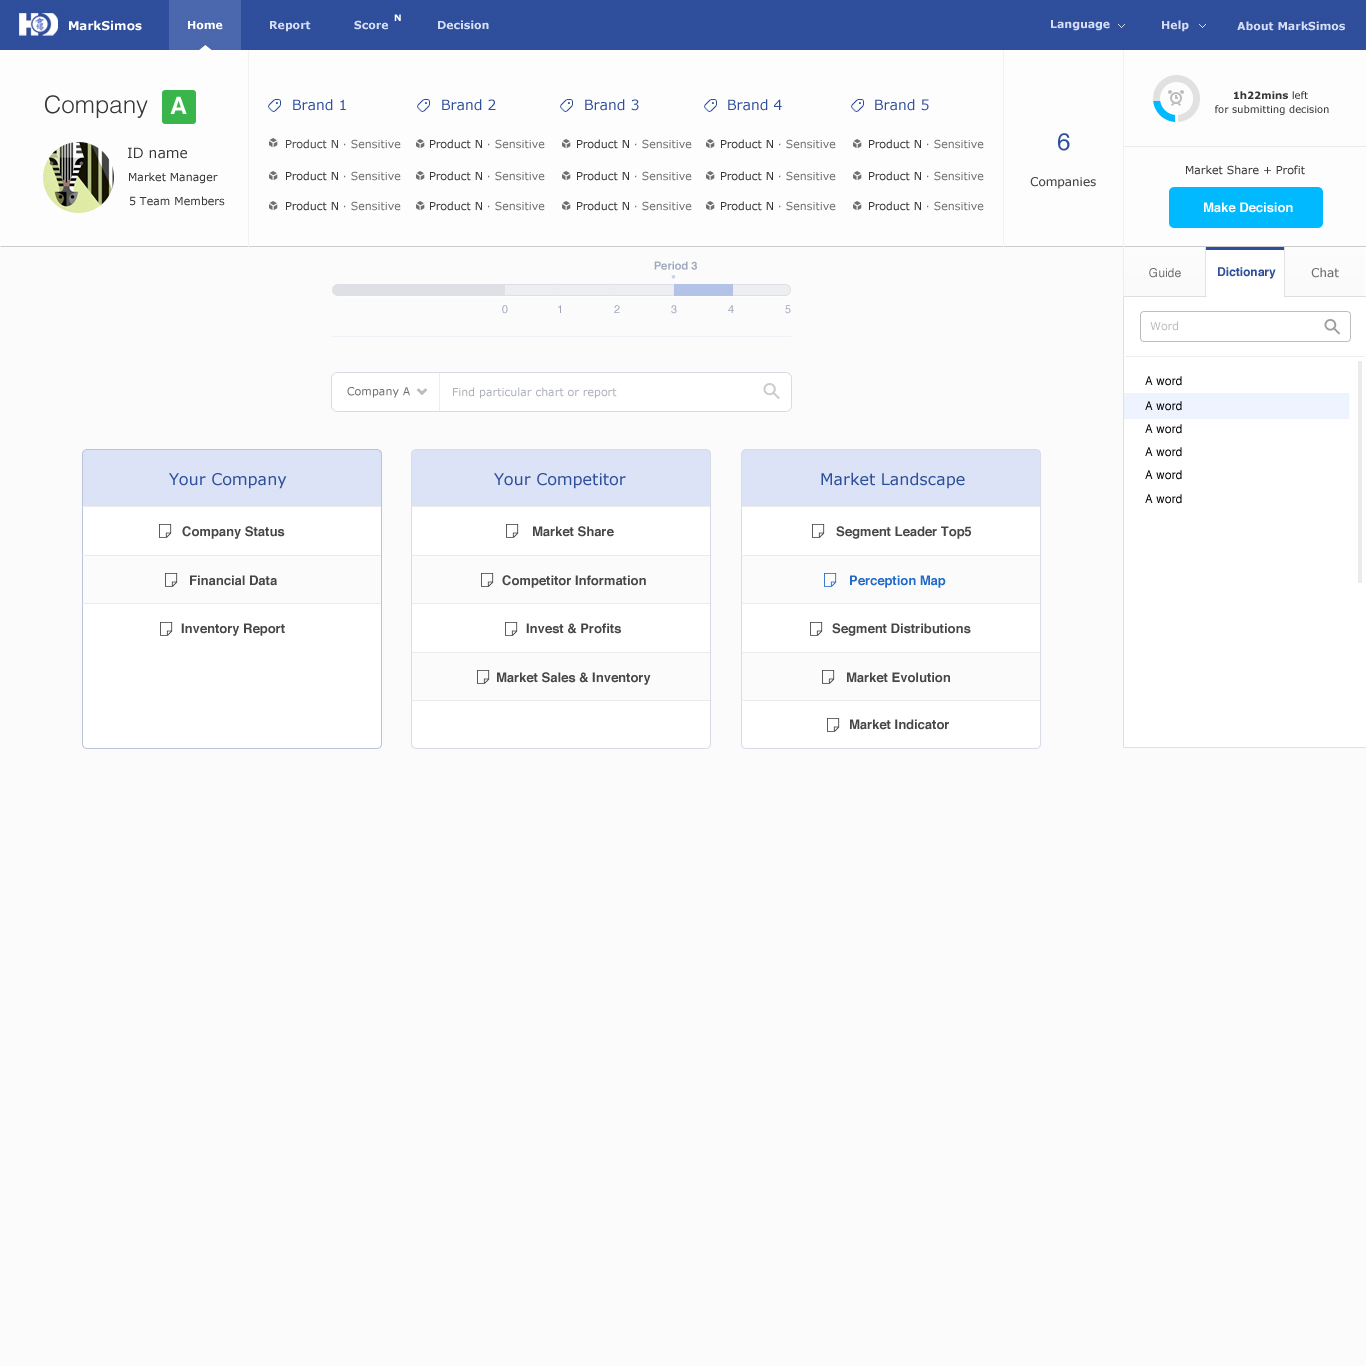 MarkSimos Home Report Score N Decision Language Help About MarkSimos
Company A
ID name
Market Manager
5 Team Members
Brand 1 Brand 2 Brand 3 Brand 4 Brand 5
Product N · Sensitive Product N · Sensitive Product N · Sensitive Product N · Sensitive Product N · Sensitive
Product N · Sensitive Product N · Sensitive Product N · Sensitive Product N · Sensitive Product N · Sensitive
Product N · Sensitive Product N · Sensitive Product N · Sensitive Product N · Sensitive Product N · Sensitive
6
Companies
1h22mins left
for submitting decision
Market Share + Profit
Make Decision
Period 3
0 1 2 3 4 5
Company A Find particular chart or report
Your Company
Company Status
Financial Data
Inventory Report
Your Competitor
Market Share
Competitor Information
Invest & Profits
Market Sales & Inventory
Market Landscape
Segment Leader Top5
Perception Map
Segment Distributions
Market Evolution
Market Indicator
Guide Dictionary Chat
Word
A word
A word
A word
A word
A word
A word